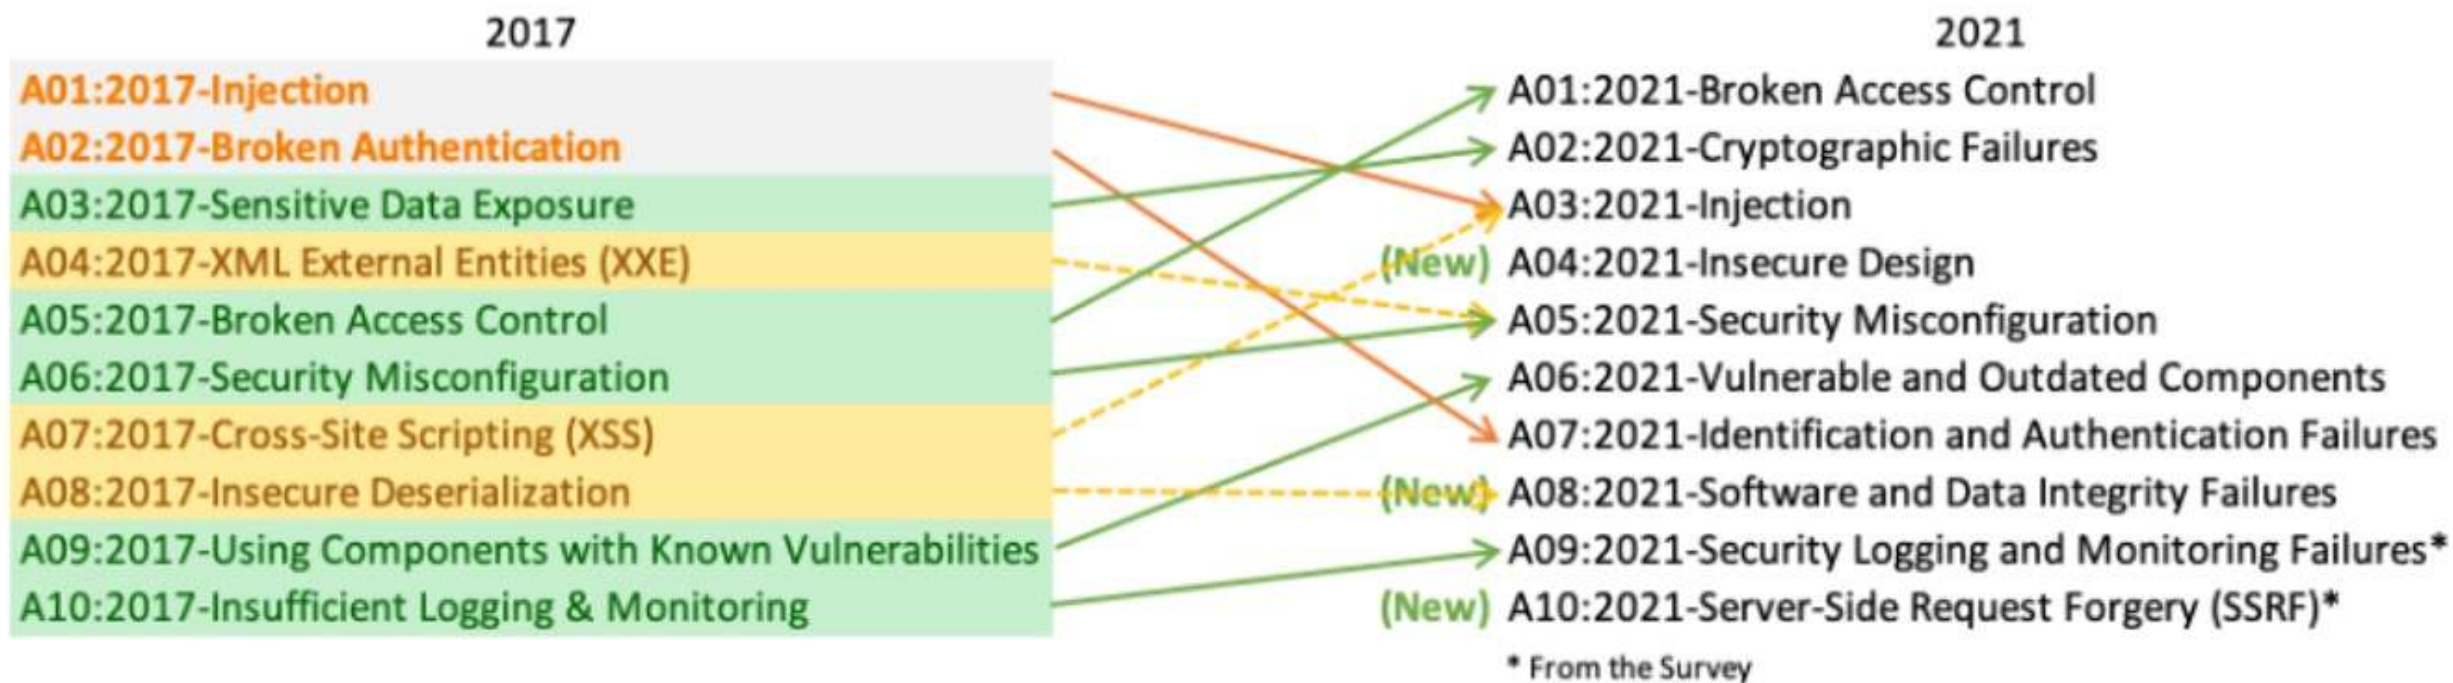 2017
A01:2017-Injection
A02:2017-Broken Authentication
A03:2017-Sensitive Data Exposure
A04:2017-XML External Entities (XXE)
A05:2017-Broken Access Control
A06:2017-Security Misconfiguration
A07:2017-Cross-Site Scripting (XSS)
A08:2017-Insecure Deserialization
A09:2017-Using Components with Known Vulnerabilities
A10:2017-Insufficient Logging & Monitoring
2021
A01:2021-Broken Access Control
A02:2021-Cryptographic Failures
A03:2021-Injection
(New) A04:2021-Insecure Design
A05:2021-Security Misconfiguration
A06:2021-Vulnerable and Outdated Components
A07:2021-Identification and Authentication Failures
(New) A08:2021-Software and Data Integrity Failures
A09:2021-Security Logging and Monitoring Failures*
(New) A10:2021-Server-Side Request Forgery (SSRF)*
* From the Survey